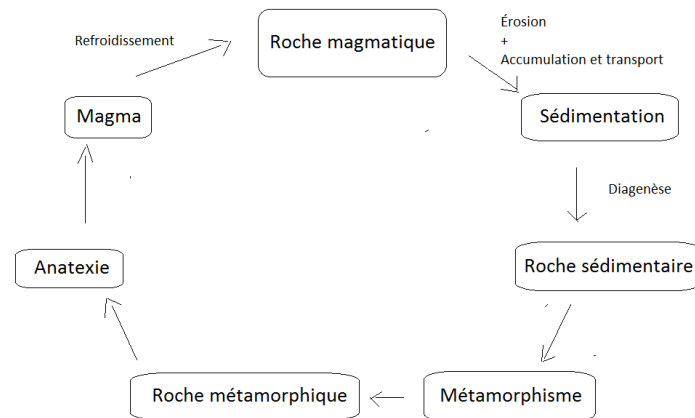 Refroidissement
Roche magmatique
Érosion
+
Accumulation et transport
Magma
Sédimentation
Diagenèse
Anatexie
Roche sédimentaire
Roche métamorphique
Métamorphisme